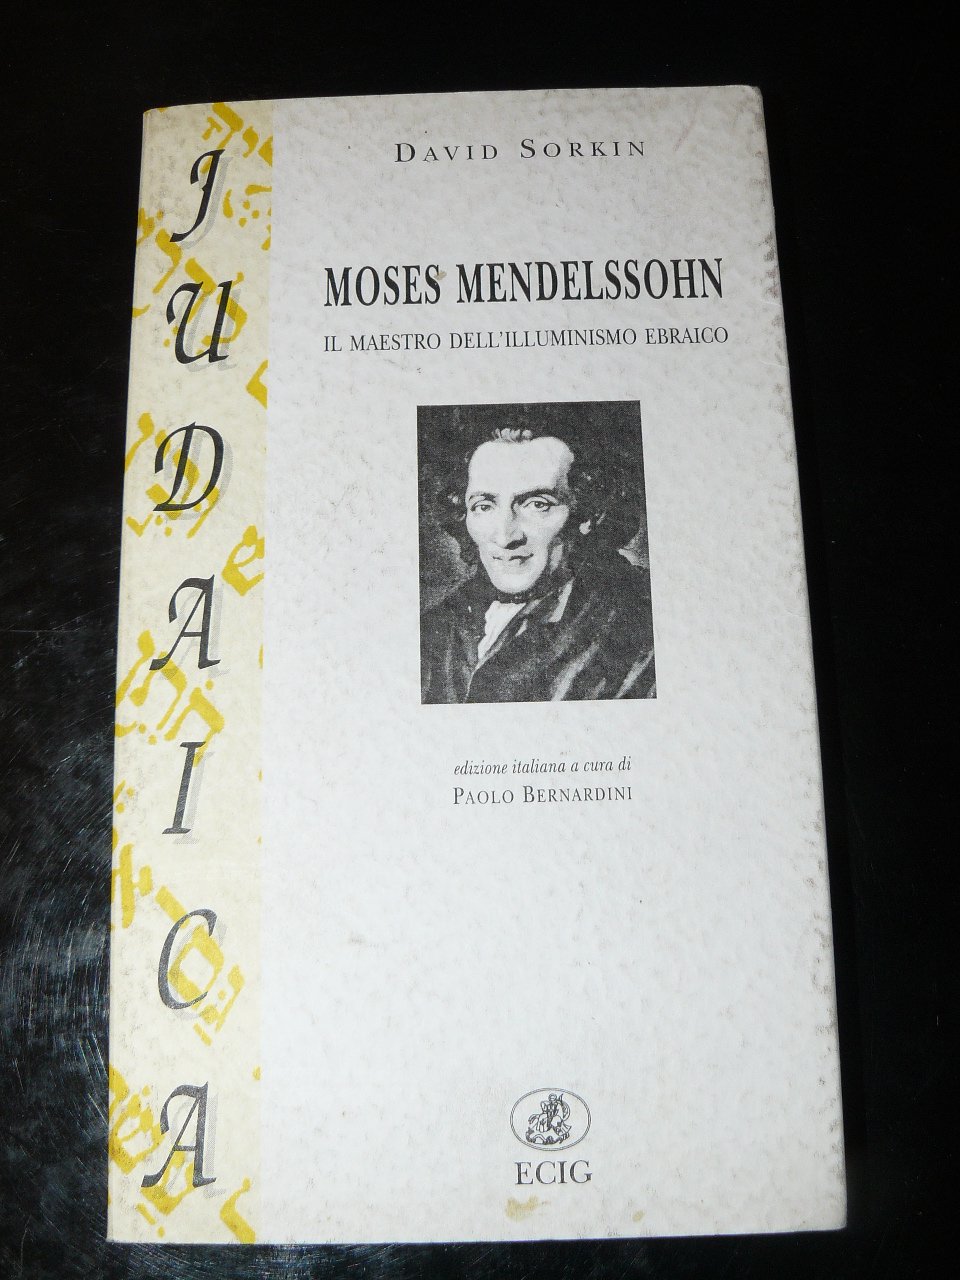 JUDAICA
DAVID SORKIN
MOSES MENDELSSOHN
IL MAESTRO DELL'ILLUMINISMO EBRAICO
edizione italiana a cura di
PAOLO BERNARDINI
ECIG